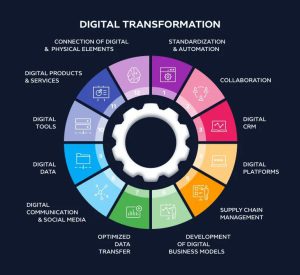 DIGITAL TRANSFORMATION
CONNECTION OF DIGITAL
& PHYSICAL ELEMENTS
STANDARDIZATION
& AUTOMATION
DIGITAL PRODUCTS
& SERVICES
COLLABORATION
DIGITAL
TOOLS
DIGITAL
CRM
DIGITAL
DATA
DIGITAL
PLATFORMS
DIGITAL
COMMUNICATION
& SOCIAL MEDIA
SUPPLY CHAIN
MANAGEMENT
OPTIMIZED
DATA
TRANSFER
DEVELOPMENT
OF DIGITAL
BUSINESS MODELS